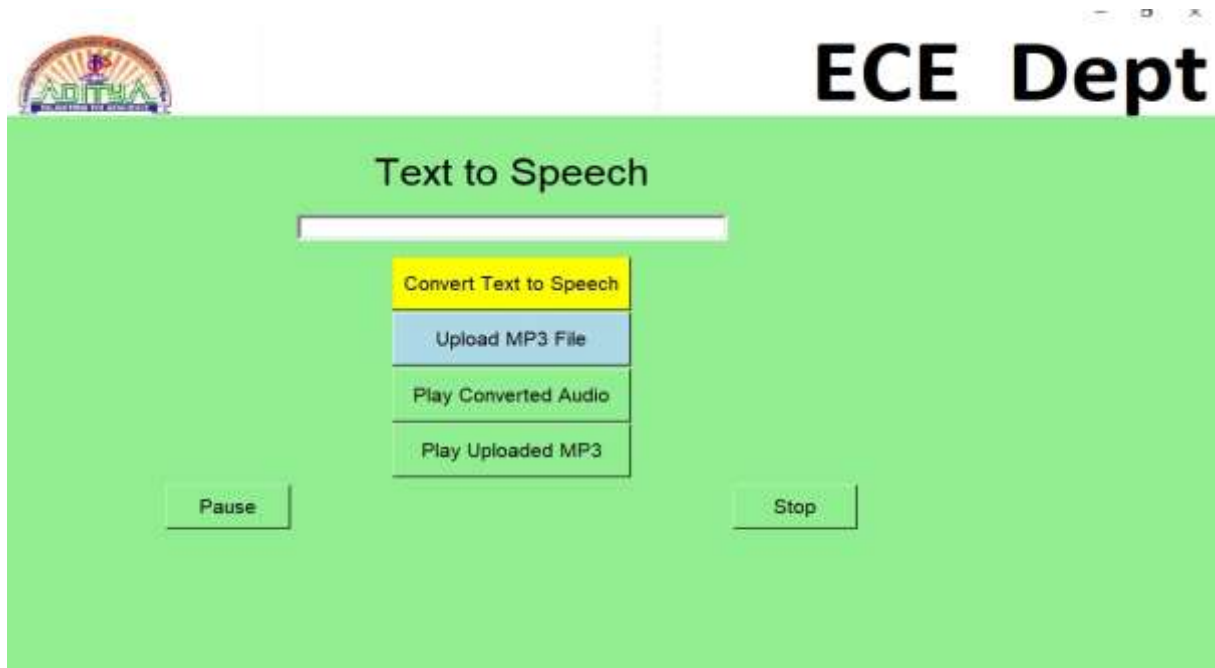 ADITYA
ECE Dept
Text to Speech
Convert Text to Speech
Upload MP3 File
Play Converted Audio
Play Uploaded MP3
Pause
Stop